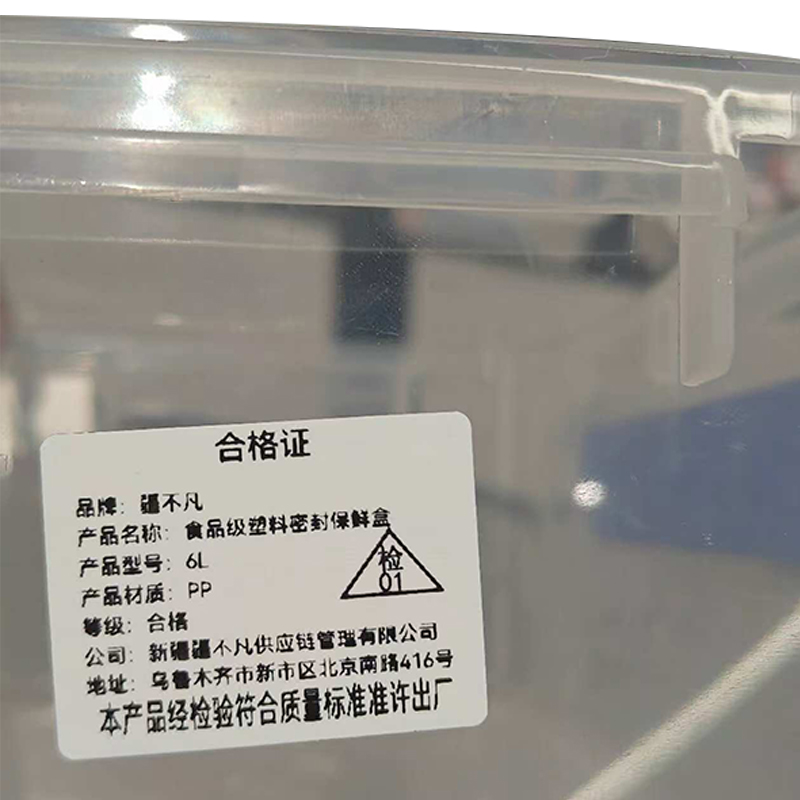 合格证
品牌：疆不凡
产品名称：食品级塑料密封保鲜盒
产品型号：6L
产品材质：PP
等级：合格
检
01
公司：新疆疆不凡供应链管理有限公司
地址：乌鲁木齐市新市区北京南路416号
本产品经检验符合质量标准准许出厂